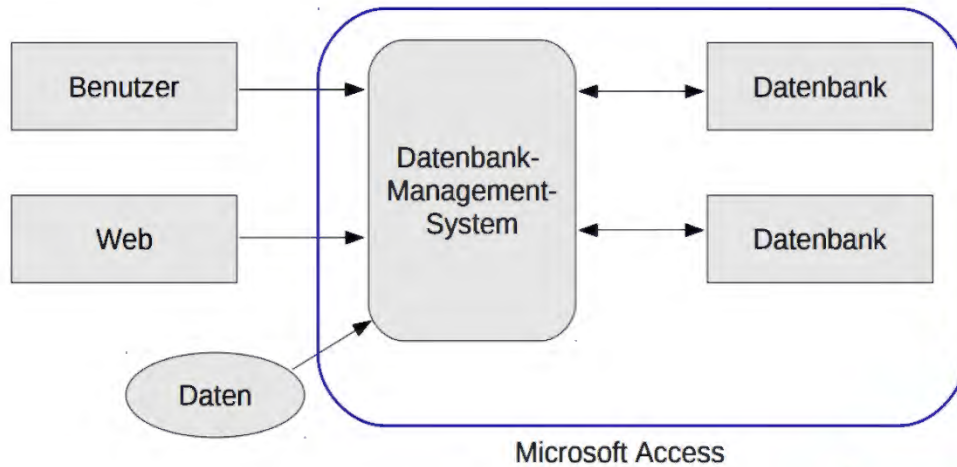 Benutzer
Datenbank
Datenbank-
Management-
System
Web
Datenbank
Daten
Microsoft Access